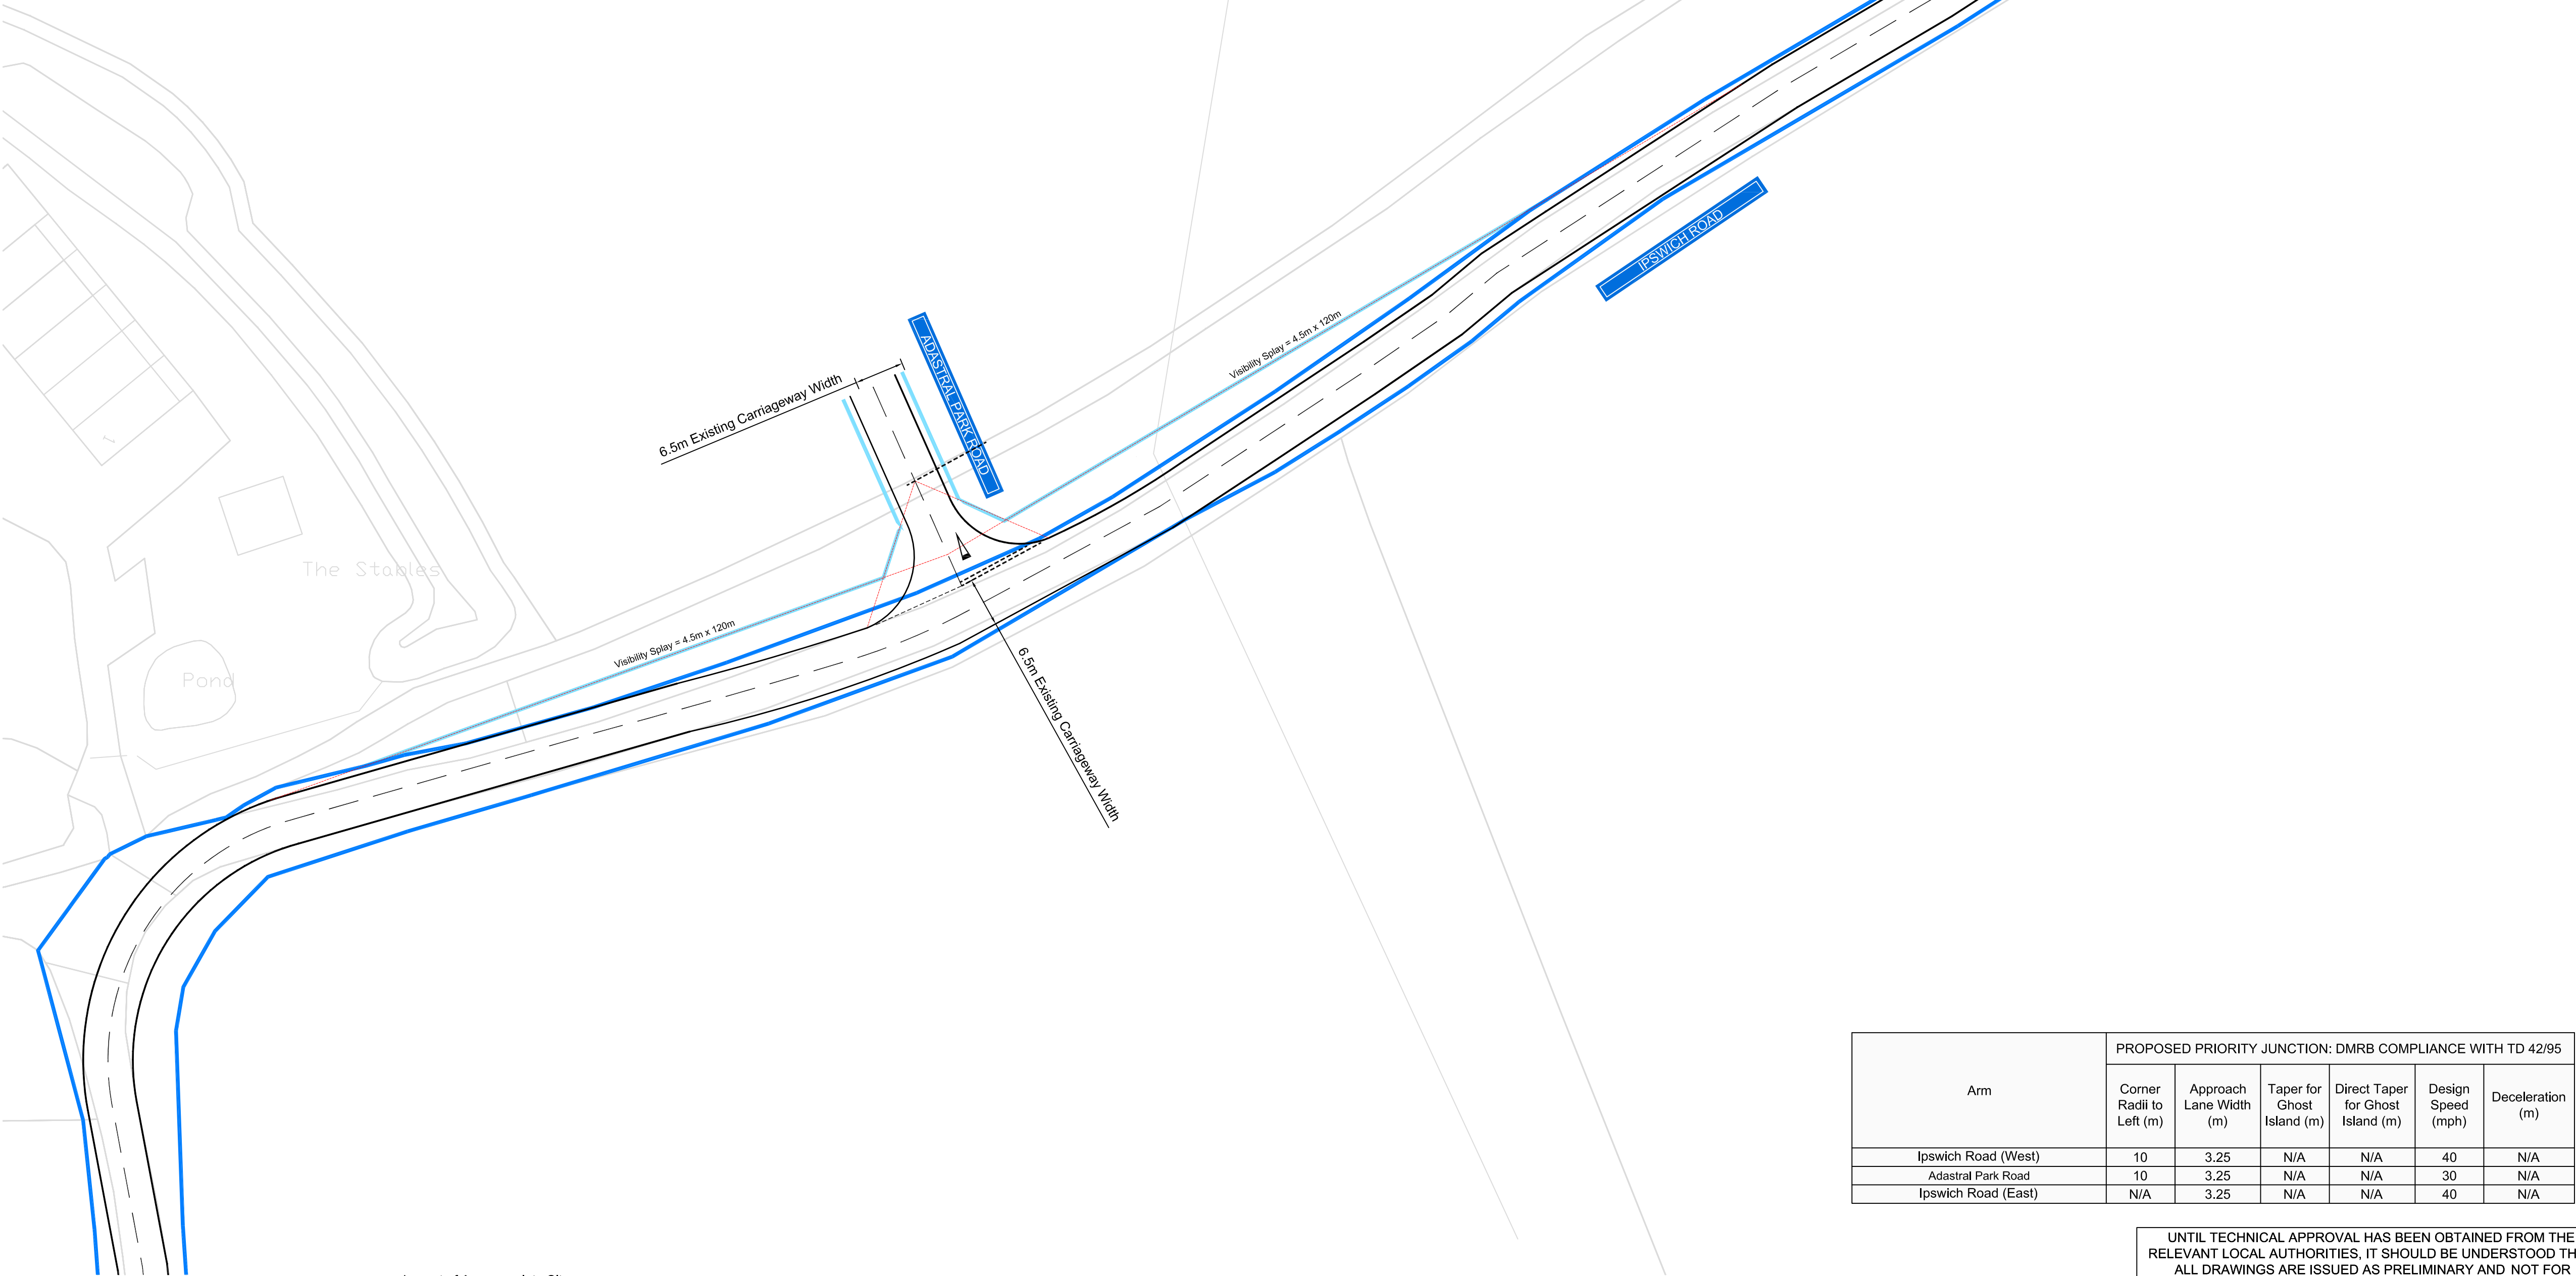 IPSWICH ROAD
Visibility Splay = 4.5m x 120m
ADASTRAL PARK ROAD
6.5m Existing Carriageway Width
The Stables
Visibility Splay = 4.5m x 120m
Pond
6.5m Existing Carriageway Width
Arm
PROPOSED PRIORITY JUNCTION: DMRB COMPLIANCE WITH TD 42/95
Corner Radii to Left (m)
Approach Lane Width (m)
Taper for Ghost Island (m)
Direct Taper for Ghost Island (m)
Design Speed (mph)
Deceleration (m)
Ipswich Road (West) 10 3.25 N/A N/A 40 N/A
Adastral Park Road 10 3.25 N/A N/A 30 N/A
Ipswich Road (East) N/A 3.25 N/A N/A 40 N/A
UNTIL TECHNICAL APPROVAL HAS BEEN OBTAINED FROM THE
RELEVANT LOCAL AUTHORITIES, IT SHOULD BE UNDERSTOOD TH
ALL DRAWINGS ARE ISSUED AS PRELIMINARY AND NOT FOR